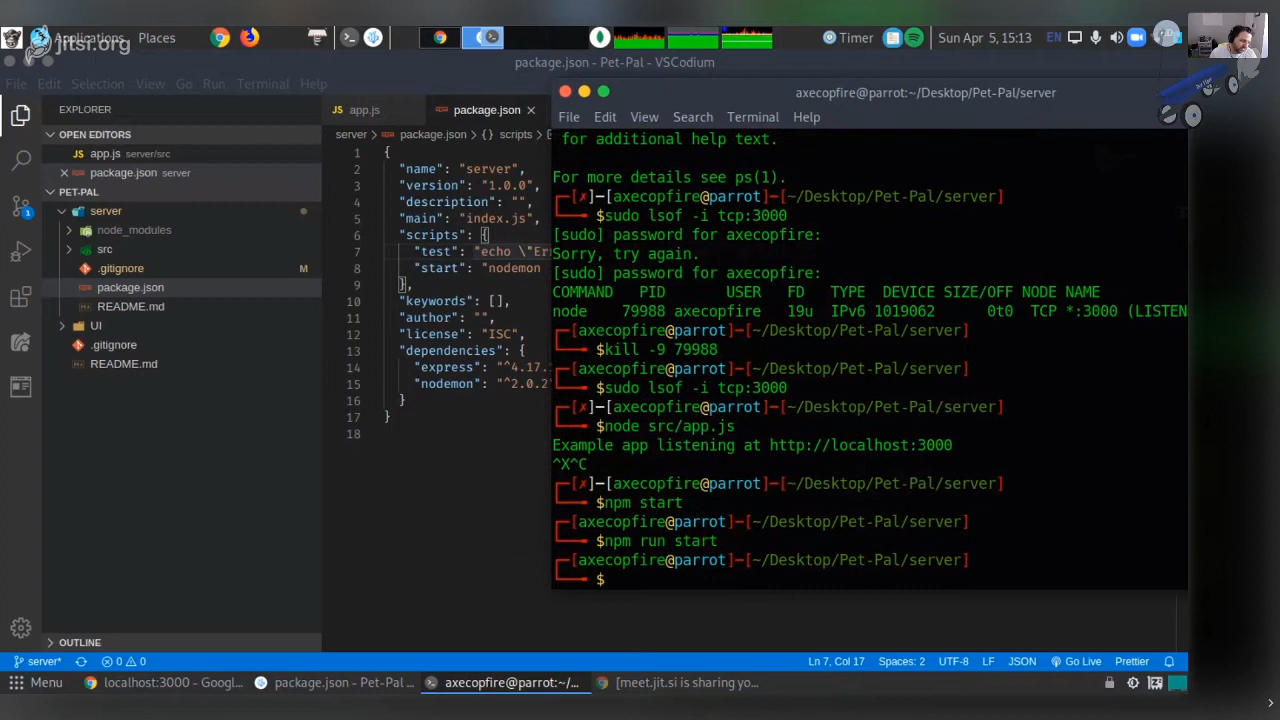 Applications Places
jitsi.org
Timer
Sun Apr 5, 15:13
EN
package.json - Pet-Pal - VSCodium
File Edit Selection View Go Run Terminal Help
EXPLORER
OPEN EDITORS
app.js server/src
package.json server
PET-PAL
server
node_modules
src
.gitignore M
package.json
README.md
UI
.gitignore
README.md
OUTLINE
app.js
package.json
server > package.json > {} scripts >
1 {
2 "name": "server",
3 "version": "1.0.0",
4 "description": "",
5 "main": "index.js",
6 "scripts": {
7 "test": "echo \"Er
8 "start": "nodemon
9 },
10 "keywords": [],
11 "author": "",
12 "license": "ISC",
13 "dependencies": {
14 "express": "^4.17.
15 "nodemon": "^2.0.2"
16 }
17 }
18
axecopfire@parrot:~/Desktop/Pet-Pal/server
File Edit View Search Terminal Help
for additional help text.
For more details see ps(1).
[✗]-[axecopfire@parrot]-[~/Desktop/Pet-Pal/server]
$sudo lsof -i tcp:3000
[sudo] password for axecopfire:
Sorry, try again.
[sudo] password for axecopfire:
COMMAND PID USER FD TYPE DEVICE SIZE/OFF NODE NAME
node 79988 axecopfire 19u IPv6 1019062 0t0 TCP *:3000 (LISTEN
[axecopfire@parrot]-[~/Desktop/Pet-Pal/server]
$kill -9 79988
[axecopfire@parrot]-[~/Desktop/Pet-Pal/server]
$sudo lsof -i tcp:3000
[✗]-[axecopfire@parrot]-[~/Desktop/Pet-Pal/server]
$node src/app.js
Example app listening at http://localhost:3000
^X^C
[✗]-[axecopfire@parrot]-[~/Desktop/Pet-Pal/server]
$npm start
[axecopfire@parrot]-[~/Desktop/Pet-Pal/server]
$npm run start
[axecopfire@parrot]-[~/Desktop/Pet-Pal/server]
$
server* 0 0
Ln 7, Col 17 Spaces: 2 UTF-8 LF JSON Go Live Prettier
Menu
localhost:3000 - Googl...
package.json - Pet-Pal ...
axecopfire@parrot:~/...
[meet.jit.si is sharing yo...